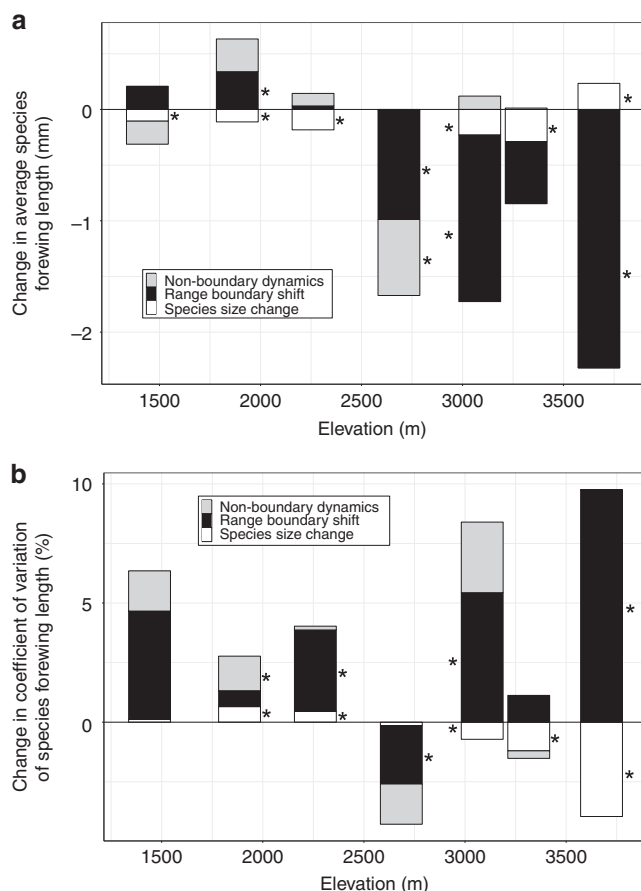 a
Change in average species
forewing length (mm)
0
−1
−2
*
*
*
*
*
*
*
*
*
*
*
Non-boundary dynamics
Range boundary shift
Species size change
1500
2000
2500
3000
3500
Elevation (m)
b
Change in coefficient of variation
of species forewing length (%)
10
5
0
Non-boundary dynamics
Range boundary shift
Species size change
*
*
*
*
*
*
*
*
*
*
1500
2000
2500
3000
3500
Elevation (m)